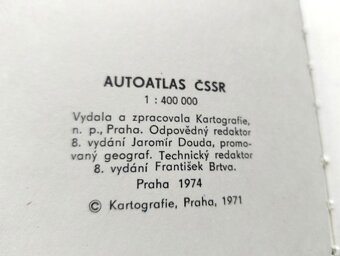 AUTOATLAS ČSSR
1 : 400 000
Vydala a zpracovala Kartografie,
n. p., Praha. Odpovědný redaktor
8. vydání Jaromír Douda, promo-
vaný geograf. Technický redaktor
8. vydání František Brtva.
Praha 1974
© Kartografie, Praha, 1971